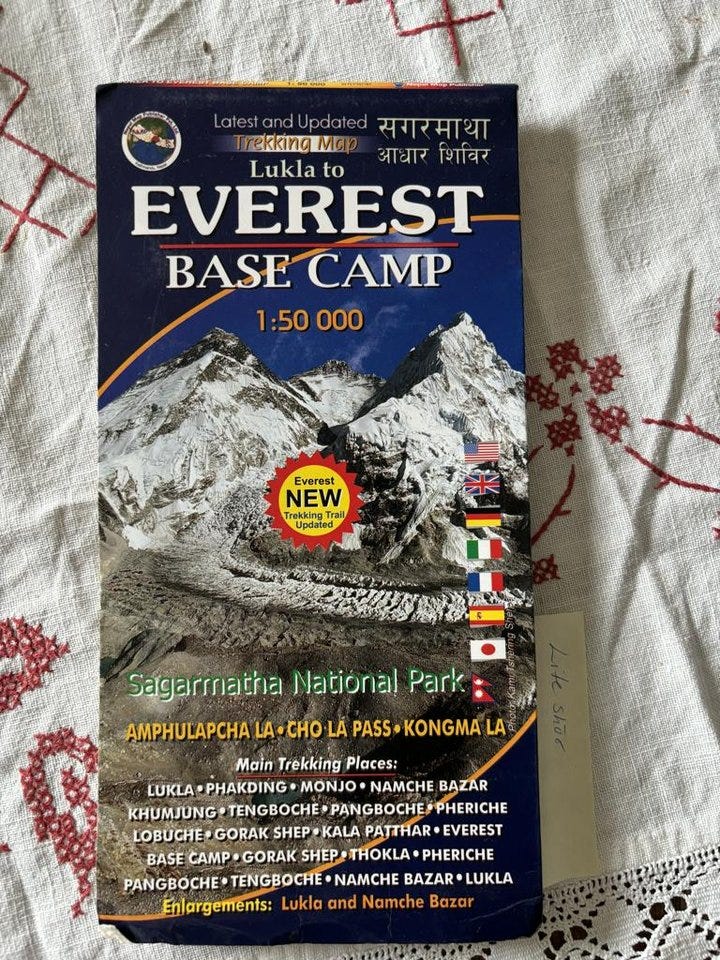 Latest and Updated
Trekking Map
सगरमाथा
आधार शिविर
Lukla to
EVEREST
BASE CAMP
1:50 000
Everest
NEW
Trekking Trail
Updated
Sagarmatha National Park
AMPHULAPCHA LA•CHO LA PASS•KONGMA LA
Main Trekking Places:
LUKLA•PHAKDING•MONJO•NAMCHE BAZAR
KHUMJUNG•TENGBOCHE•PANGBOCHE•PHERICHE
LOBUCHE•GORAK SHEP•KALA PATTHAR•EVEREST
BASE CAMP•GORAK SHEP•THOKLA•PHERICHE
PANGBOCHE•TENGBOCHE•NAMCHE BAZAR•LUKLA
Enlargements: Lukla and Namche Bazar
Photo: Kami Tshering